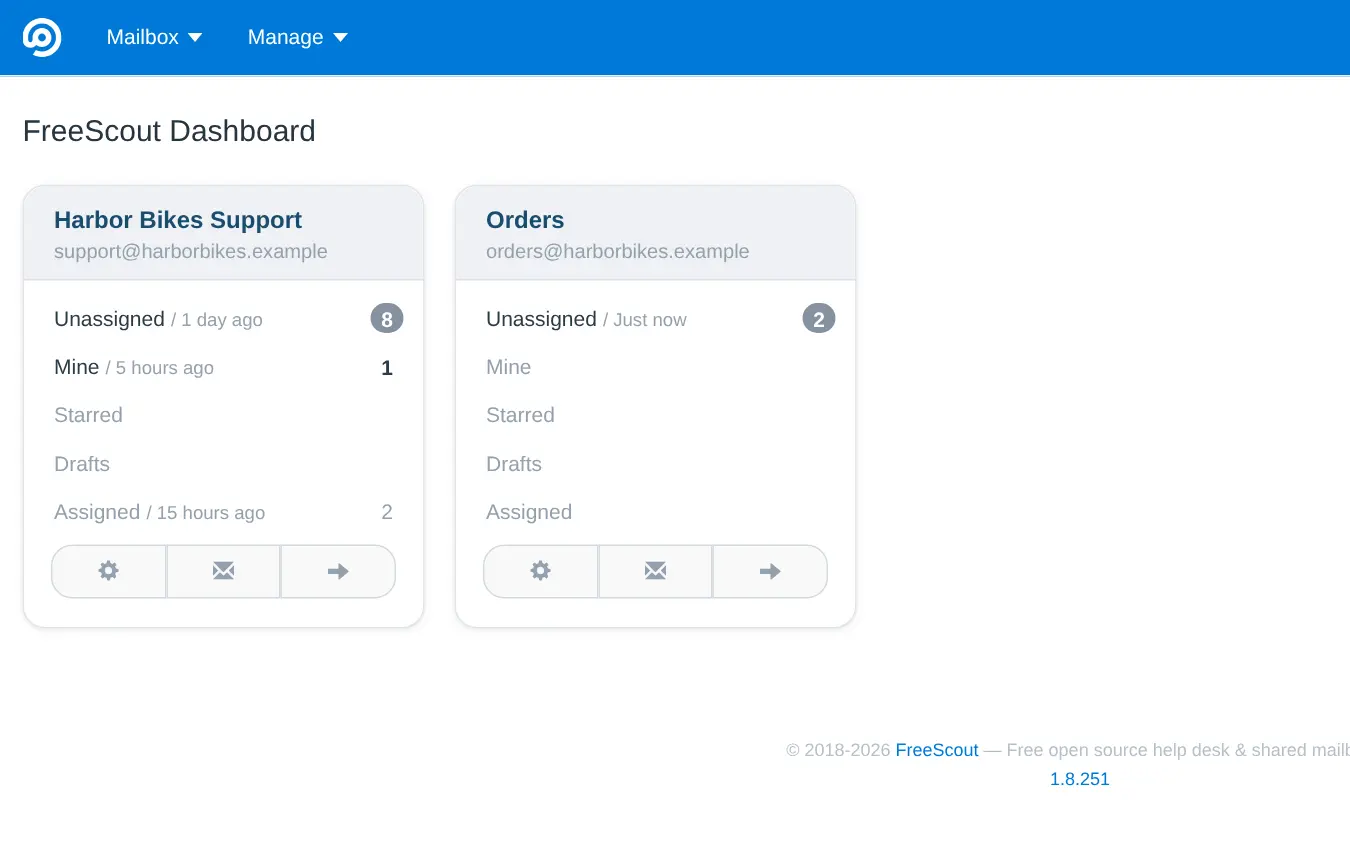 Mailbox Manage
FreeScout Dashboard
Harbor Bikes Support
support@harborbikes.example
Unassigned / 1 day ago 8
Mine / 5 hours ago 1
Starred
Drafts
Assigned / 15 hours ago 2
Orders
orders@harborbikes.example
Unassigned / Just now 2
Mine
Starred
Drafts
Assigned
© 2018-2026 FreeScout — Free open source help desk & shared mailb
1.8.251